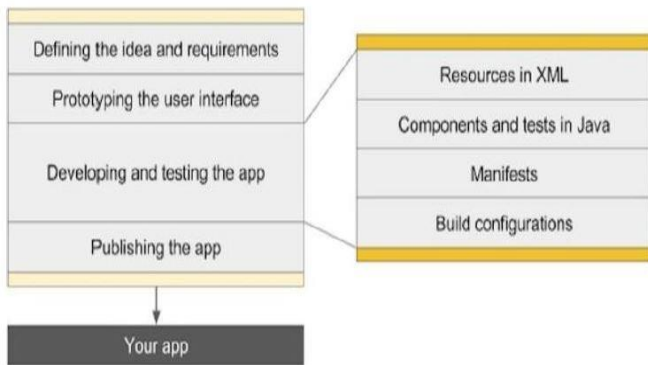 Defining the idea and requirements
Prototyping the user interface
Developing and testing the app
Publishing the app
Your app
Resources in XML
Components and tests in Java
Manifests
Build configurations